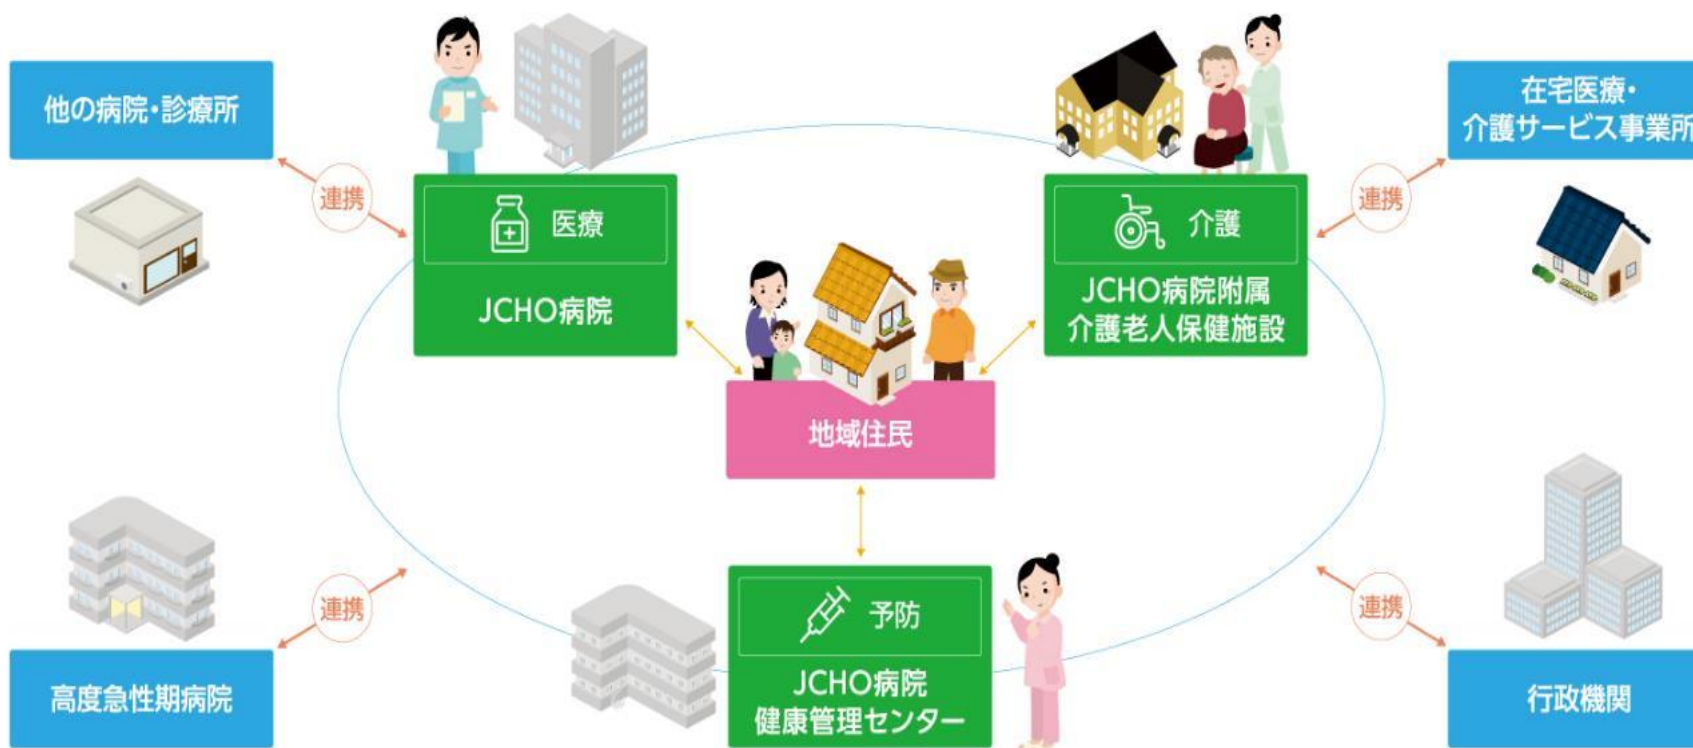 他の病院・診療所
連携
医療
JCHO病院
介護
JCHO病院附属
介護老人保健施設
連携
在宅医療・
介護サービス事業所
地域住民
高度急性期病院
連携
予防
JCHO病院
健康管理センター
連携
行政機関